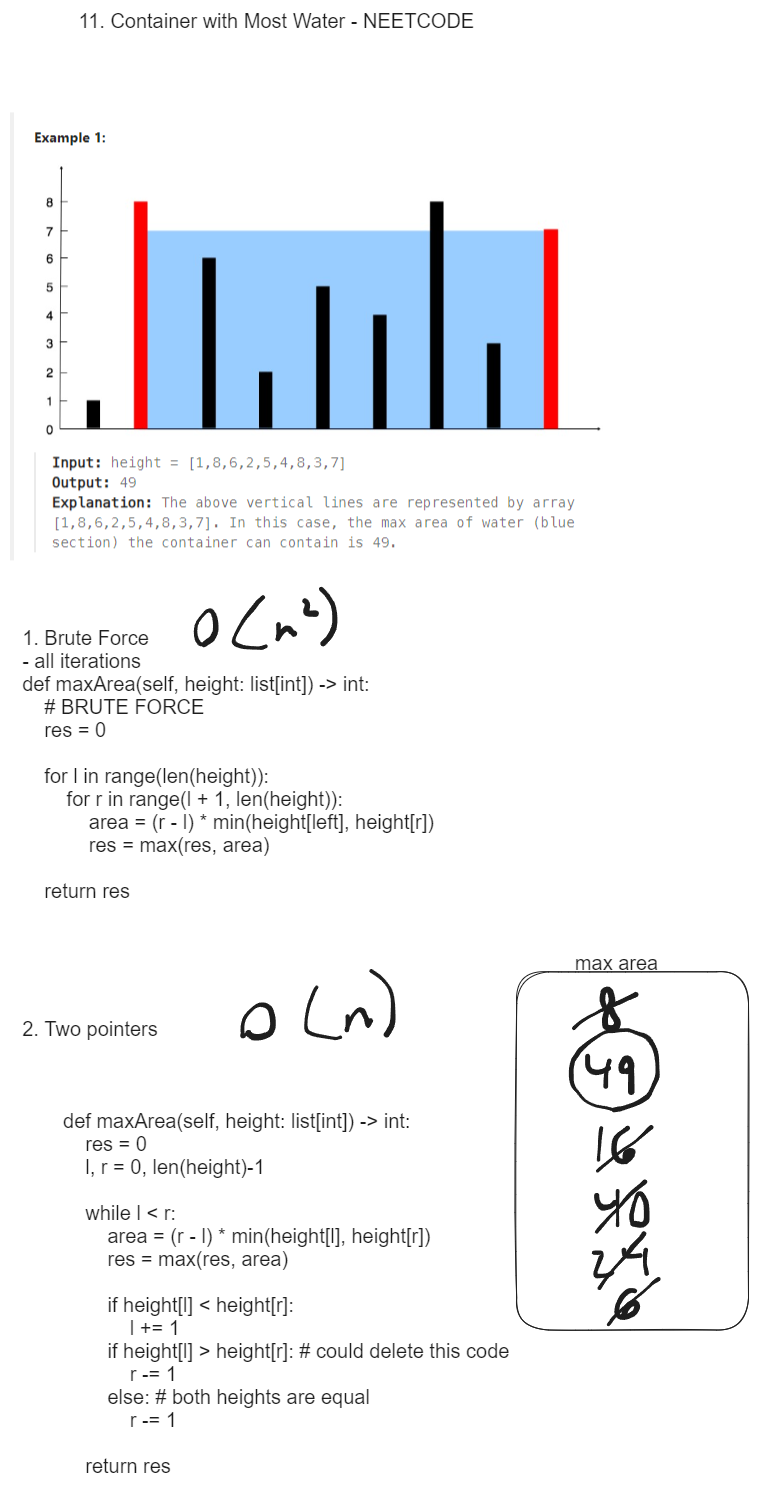 11. Container with Most Water - NEETCODE
Example 1:
8
7
6
5
4
3
2
1
0
Input: height = [1,8,6,2,5,4,8,3,7]
Output: 49
Explanation: The above vertical lines are represented by array
[1,8,6,2,5,4,8,3,7]. In this case, the max area of water (blue
section) the container can contain is 49.
O(n²)
1. Brute Force
- all iterations
def maxArea(self, height: list[int]) -> int:
# BRUTE FORCE
res = 0
for l in range(len(height)):
for r in range(l + 1, len(height)):
area = (r - l) * min(height[left], height[r])
res = max(res, area)
return res
2. Two pointers
O(n)
def maxArea(self, height: list[int]) -> int:
res = 0
l, r = 0, len(height)-1
while l < r:
area = (r - l) * min(height[l], height[r])
res = max(res, area)
if height[l] < height[r]:
l += 1
if height[l] > height[r]: # could delete this code
r -= 1
else: # both heights are equal
r -= 1
return res
max area
8
49
16
40
24
6